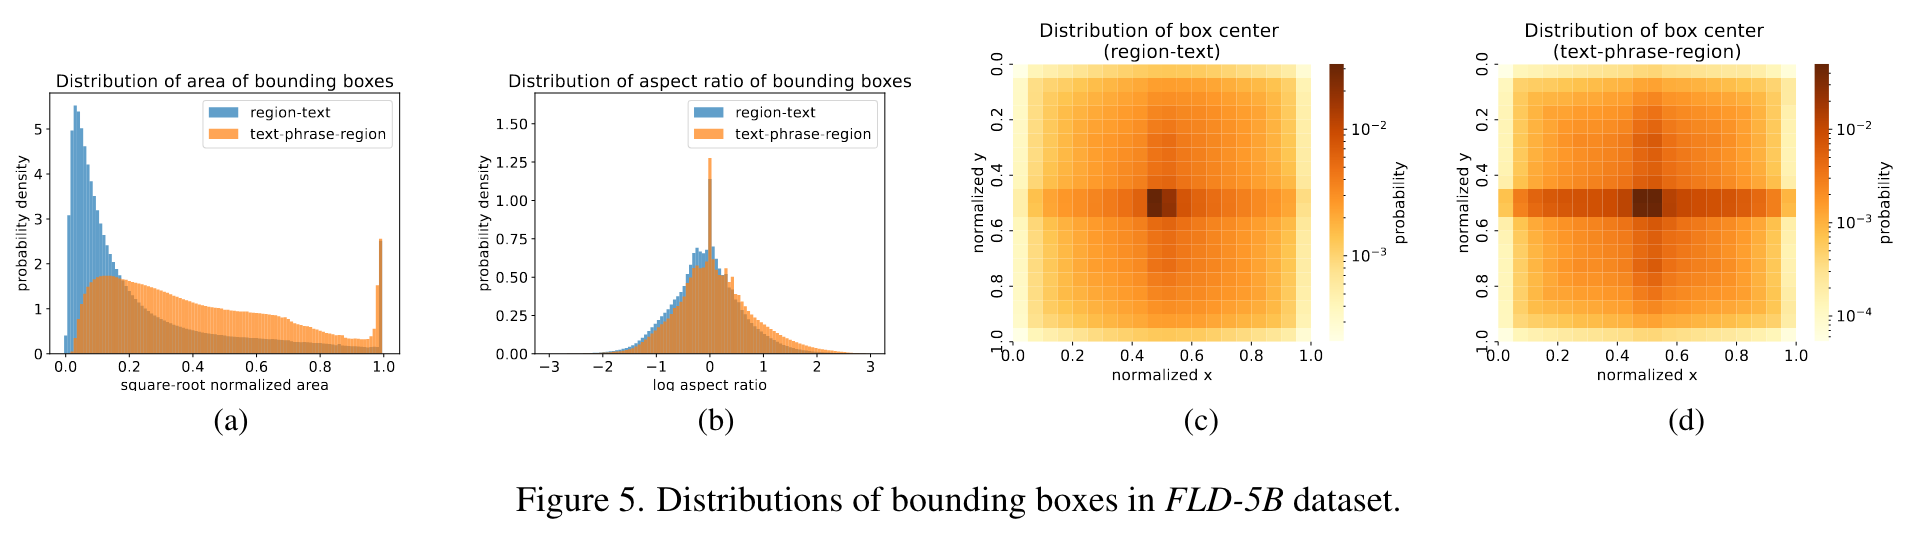 Distribution of area of bounding boxes
region-text
text-phrase-region
probability density
5
4
3
2
1
0
0.0 0.2 0.4 0.6 0.8 1.0
square-root normalized area
(a)
Distribution of aspect ratio of bounding boxes
region-text
text-phrase-region
probability density
1.50
1.25
1.00
0.75
0.50
0.25
0.00
−3 −2 −1 0 1 2 3
log aspect ratio
(b)
Distribution of box center
(region-text)
normalized y
0.0
0.2
0.4
0.6
0.8
1.0
0.0 0.2 0.4 0.6 0.8 1.0
normalized x
10−2
10−3
probability
(c)
Distribution of box center
(text-phrase-region)
normalized y
0.0
0.2
0.4
0.6
0.8
1.0
0.0 0.2 0.4 0.6 0.8 1.0
normalized x
10−2
10−3
10−4
probability
(d)
Figure 5. Distributions of bounding boxes in FLD-5B dataset.